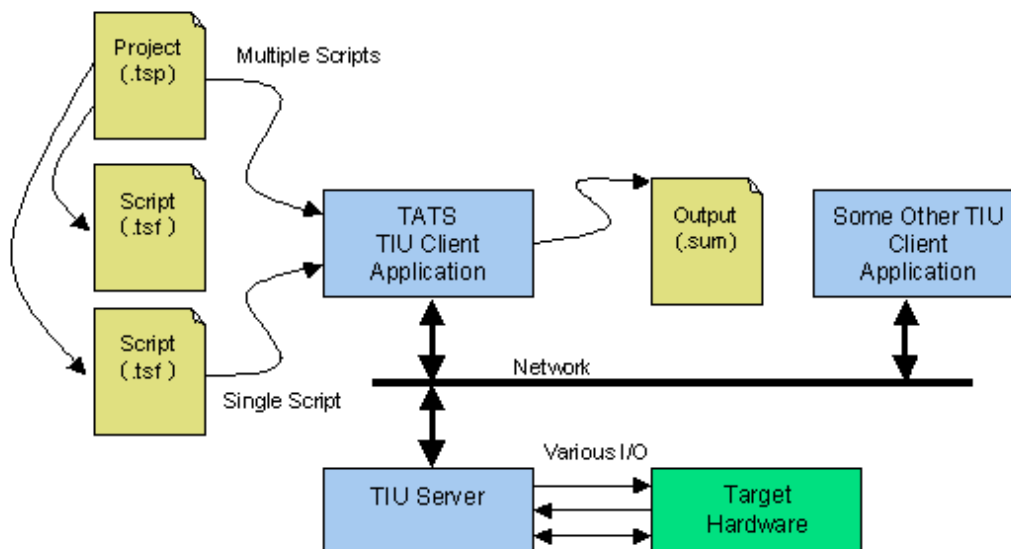 Project
(.tsp)
Multiple Scripts
Script
(.tsf )
TATS
TIU Client
Application
Output
(.sum)
Some Other TIU
Client
Application
Script
(.tsf )
Single Script
Network
Various I/O
TIU Server
Target
Hardware